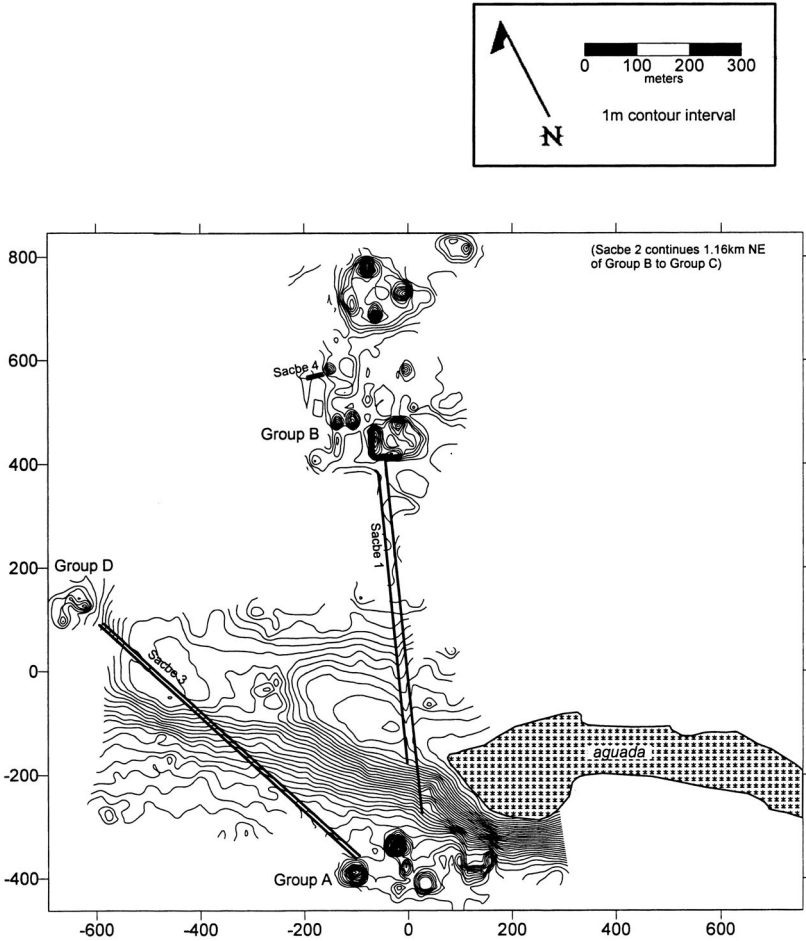 0 100 200 300
meters
1m contour interval
N
(Sacbe 2 continues 1.16km NE
of Group B to Group C)
800
600
Sacbe 4
Group B
400
Sacbe 1
200
Group D
0
Sacbe 3
aguada
-200
Group A
-400
-600 -400 -200 0 200 400 600